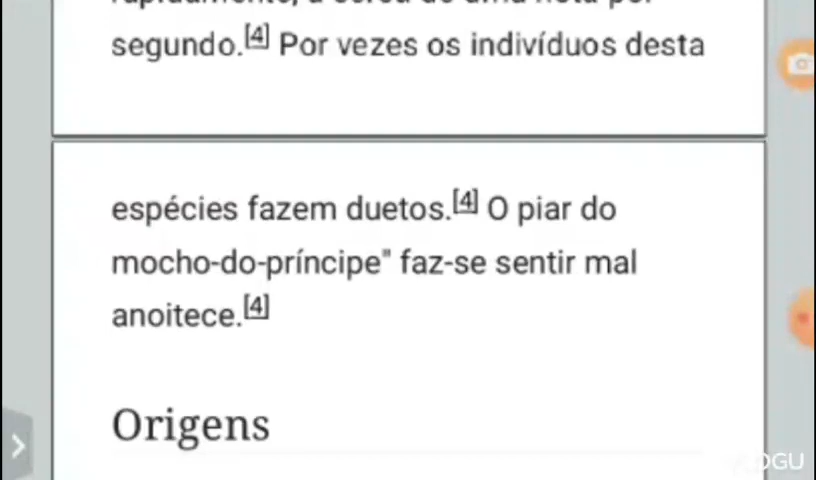 segundo.[4] Por vezes os indivíduos desta
espécies fazem duetos.[4] O piar do
mocho-do-príncipe" faz-se sentir mal
anoitece.[4]
Origens